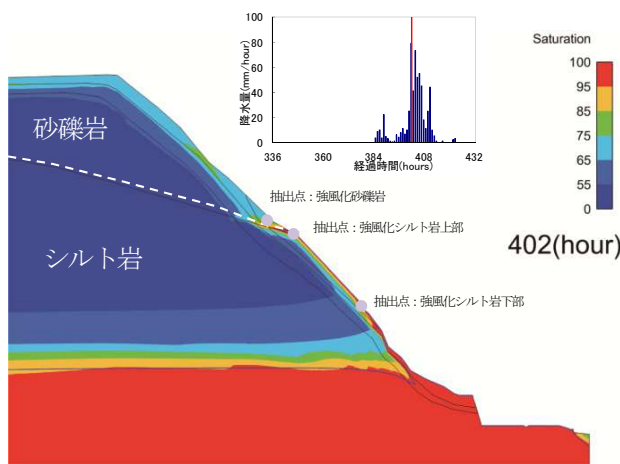 100
80
60
40
20
0
降水量(mm/hour)
336
360
384
408
432
経過時間(hours)
Saturation
100
95
85
75
65
55
0
402(hour)
砂礫岩
シルト岩
抽出点：強風化砂礫岩
抽出点：強風化シルト岩上部
抽出点：強風化シルト岩下部